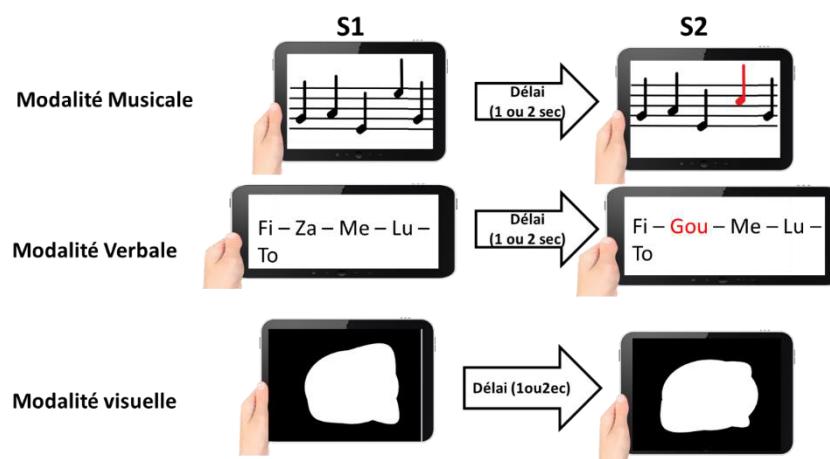 S1
S2
Modalité Musicale
Délai
(1 ou 2 sec)
Modalité Verbale
Fi – Za – Me – Lu –
To
Délai
(1 ou 2 sec)
Fi – Gou – Me – Lu –
To
Modalité visuelle
Délai (1ou2ec)